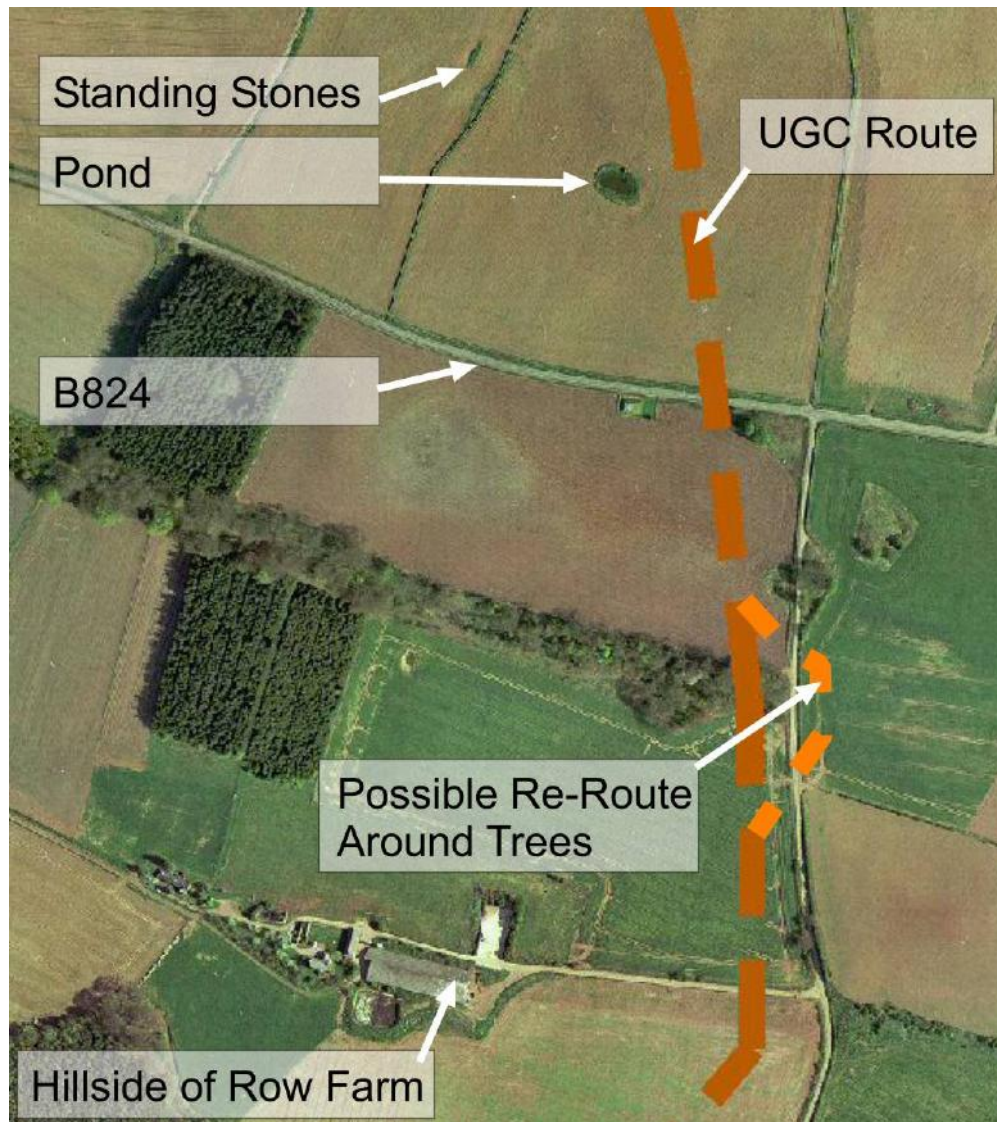 Standing Stones
UGC Route
Pond
B824
Possible Re-Route
Around Trees
Hillside of Row Farm